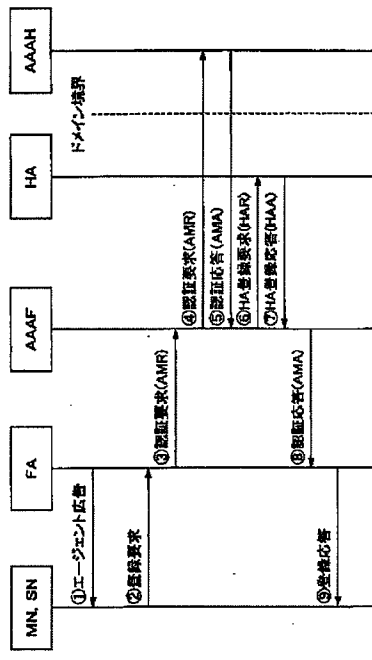 MN, SN
FA
AAAF
HA
AAAH
ドメイン境界
①エージェント広告
②登録要求
③認証要求(AMR)
④認証要求(AMR)
⑤認証応答(AMA)
⑥HA登録要求(HAR)
⑦HA登録応答(HAA)
⑧認証応答(AMA)
⑨登録応答